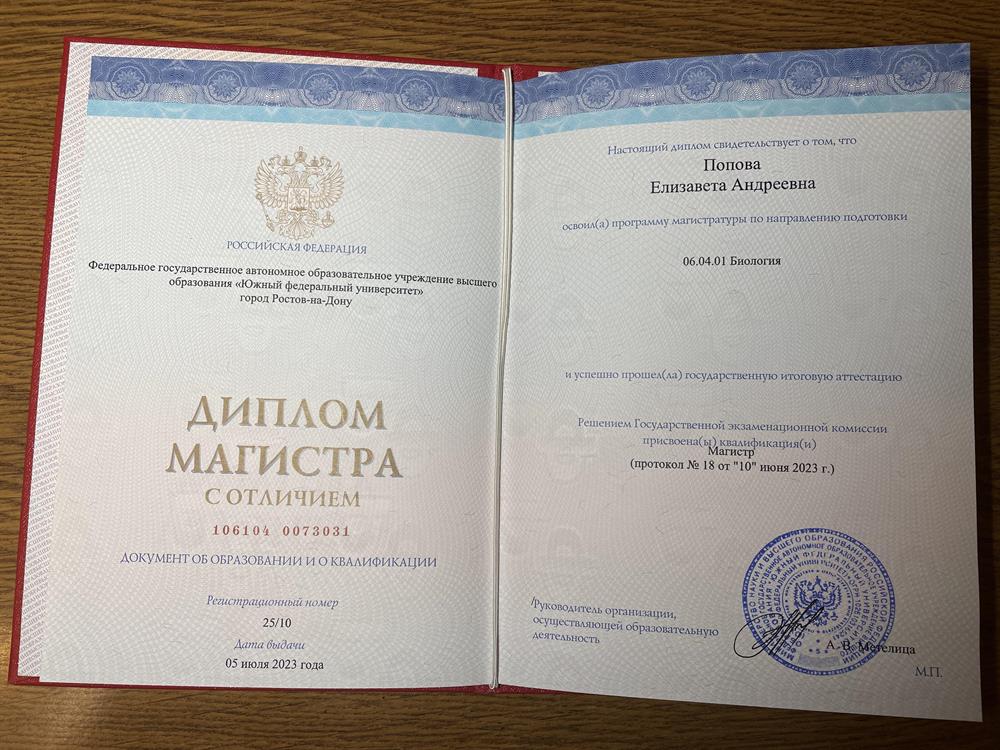 РОССИЙСКАЯ ФЕДЕРАЦИЯ
Федеральное государственное автономное образовательное учреждение высшего
образования «Южный федеральный университет»
город Ростов-на-Дону
ДИПЛОМ
МАГИСТРА
С ОТЛИЧИЕМ
106104 0073031
ДОКУМЕНТ ОБ ОБРАЗОВАНИИ И О КВАЛИФИКАЦИИ
Регистрационный номер
25/10
Дата выдачи
05 июля 2023 года
Настоящий диплом свидетельствует о том, что
Попова
Елизавета Андреевна
освоил(а) программу магистратуры по направлению подготовки
06.04.01 Биология
и успешно прошел(ла) государственную итоговую аттестацию
Решением Государственной экзаменационной комиссии
присвоена(ы) квалификация(и)
Магистр
(протокол № 18 от "10" июня 2023 г.)
Руководитель организации,
осуществляющей образовательную
деятельность
А. В. Метелица
М.П.